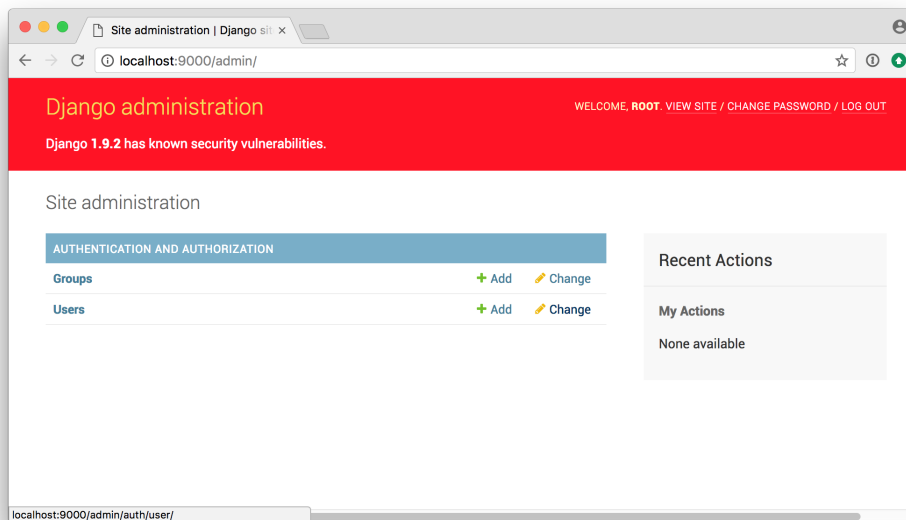 Site administration | Django sit
localhost:9000/admin/
Django administration
WELCOME, ROOT. VIEW SITE / CHANGE PASSWORD / LOG OUT
Django 1.9.2 has known security vulnerabilities.
Site administration
AUTHENTICATION AND AUTHORIZATION
Groups Add Change
Users Add Change
Recent Actions
My Actions
None available
localhost:9000/admin/auth/user/